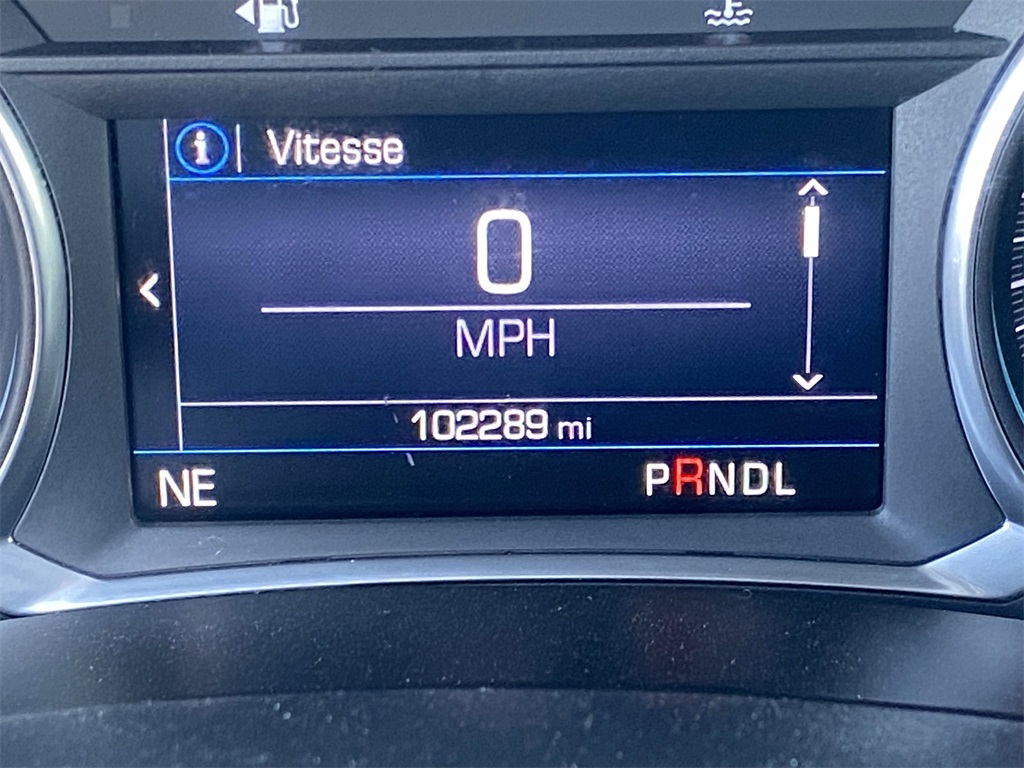 Vitesse
0
MPH
102289 mi
NE PRNDL